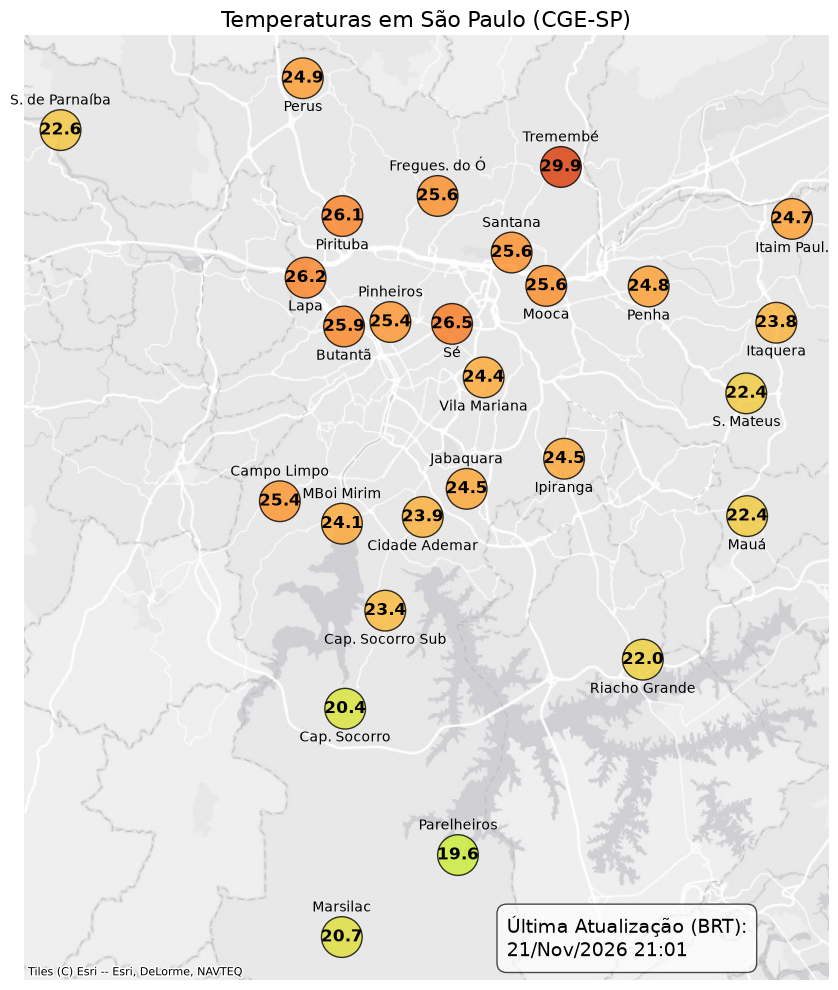 Temperaturas em São Paulo (CGE-SP)
24.9
Perus
S. de Parnaíba
22.6
Tremembé
29.9
Fregues. do Ó
25.6
26.1
Pirituba
Santana
25.6
24.7
Itaim Paul.
26.2
Lapa
25.6
Mooca
24.8
Penha
Pinheiros
25.4
25.9
Butantã
26.5
Sé
23.8
Itaquera
24.4
Vila Mariana
22.4
S. Mateus
24.5
Ipiranga
Jabaquara
24.5
Campo Limpo
25.4
MBoi Mirim
24.1
23.9
Cidade Ademar
22.4
Mauá
23.4
Cap. Socorro Sub
22.0
Riacho Grande
20.4
Cap. Socorro
Parelheiros
19.6
Marsilac
20.7
Última Atualização (BRT):
21/Nov/2026 21:01
Tiles (C) Esri -- Esri, DeLorme, NAVTEQ